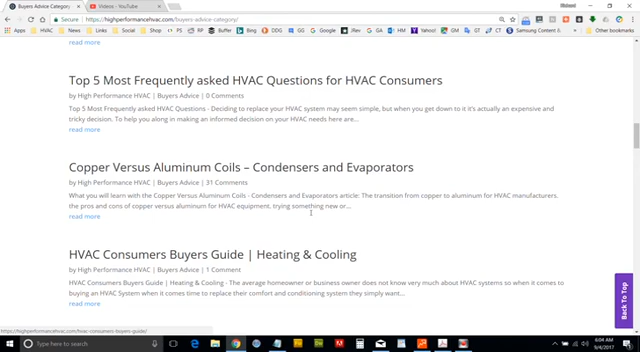 Buyers Advice Category
Videos - YouTube
Secure
https://highperformancehvac.com/buyers-advice-category/
Apps
HVAC
News
Links
Social
Shop
RP
Buffer
Bing
DDG
GG
GM
Yahoo!
GT
CT
Samsung Content &
Other bookmarks
read more
Top 5 Most Frequently asked HVAC Questions for HVAC Consumers
by High Performance HVAC | Buyers Advice | 0 Comments
Top 5 Most Frequently asked HVAC Questions - Deciding to replace your HVAC system may seem simple, but when you get down to it it's actually an expensive and
tricky decision. To help you along in making an informed decision on your HVAC needs here are...
read more
Copper Versus Aluminum Coils – Condensers and Evaporators
by High Performance HVAC | Buyers Advice | 31 Comments
What you will learn with the Copper Versus Aluminum Coils - Condensers and Evaporators article: The transition from copper to aluminum for HVAC manufacturers.
the pros and cons of copper versus aluminum for HVAC equipment. trying something new or...
read more
HVAC Consumers Buyers Guide | Heating & Cooling
by High Performance HVAC | Buyers Advice | 1 Comment
HVAC Consumers Buyers Guide | Heating & Cooling - The average homeowner or business owner does not know very much about HVAC systems so when it comes to
buying an HVAC System when it comes time to replace their comfort and conditioning system they simply want...
read more
Back To Top
https://highperformancehvac.com/hvac-consumers-buyers-guide/
Type here to search
6:04 AM
9/4/2017